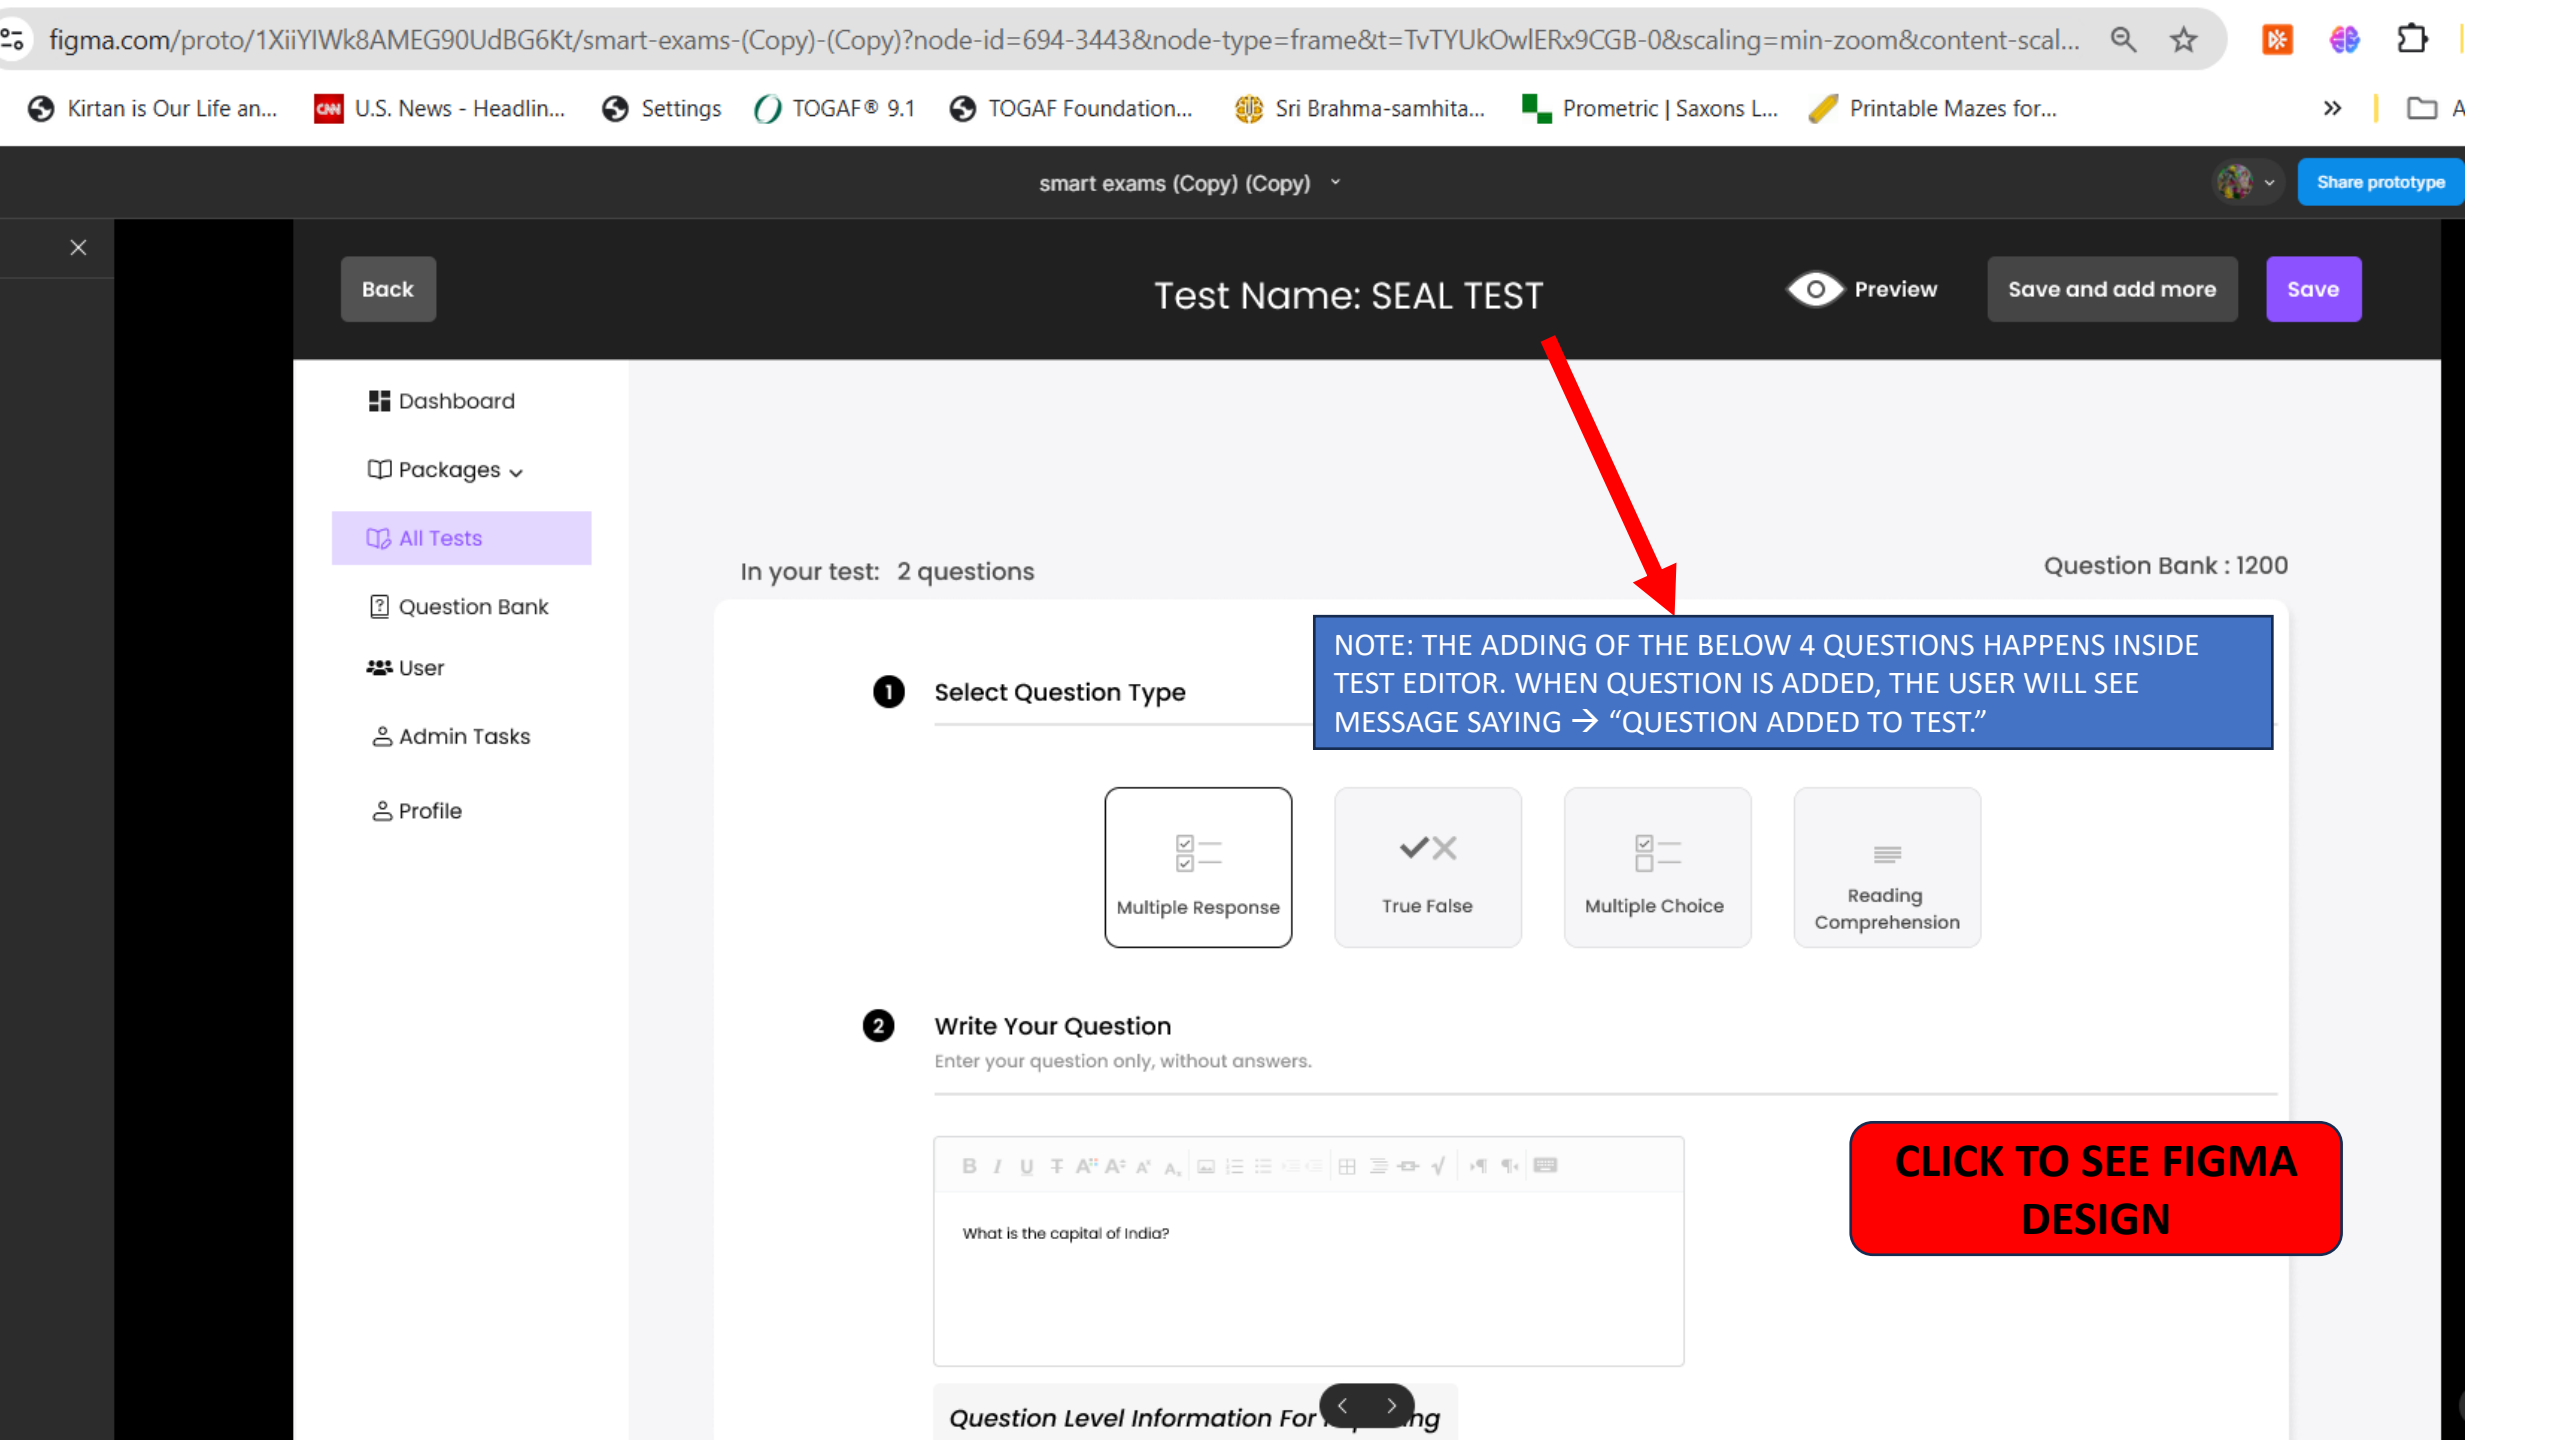 figma.com/proto/1XiiYIWk8AMEG90UdBG6Kt/smart-exams-(Copy)-(Copy)?node-id=694-3443&node-type=frame&t=TvTYUkOwlERx9CGB-0&scaling=min-zoom&content-scal...
Kirtan is Our Life an... CNN U.S. News - Headlin... Settings TOGAF® 9.1 TOGAF Foundation... Sri Brahma-samhita... Prometric | Saxons L... Printable Mazes for... » A
smart exams (Copy) (Copy)
Share prototype
Back
Test Name: SEAL TEST
Preview
Save and add more
Save
Dashboard
Packages
All Tests
Question Bank
User
Admin Tasks
Profile
In your test: 2 questions
Question Bank : 1200
NOTE: THE ADDING OF THE BELOW 4 QUESTIONS HAPPENS INSIDE
TEST EDITOR. WHEN QUESTION IS ADDED, THE USER WILL SEE
MESSAGE SAYING → “QUESTION ADDED TO TEST.”
1 Select Question Type
Multiple Response
True False
Multiple Choice
Reading
Comprehension
2 Write Your Question
Enter your question only, without answers.
What is the capital of India?
CLICK TO SEE FIGMA
DESIGN
Question Level Information For